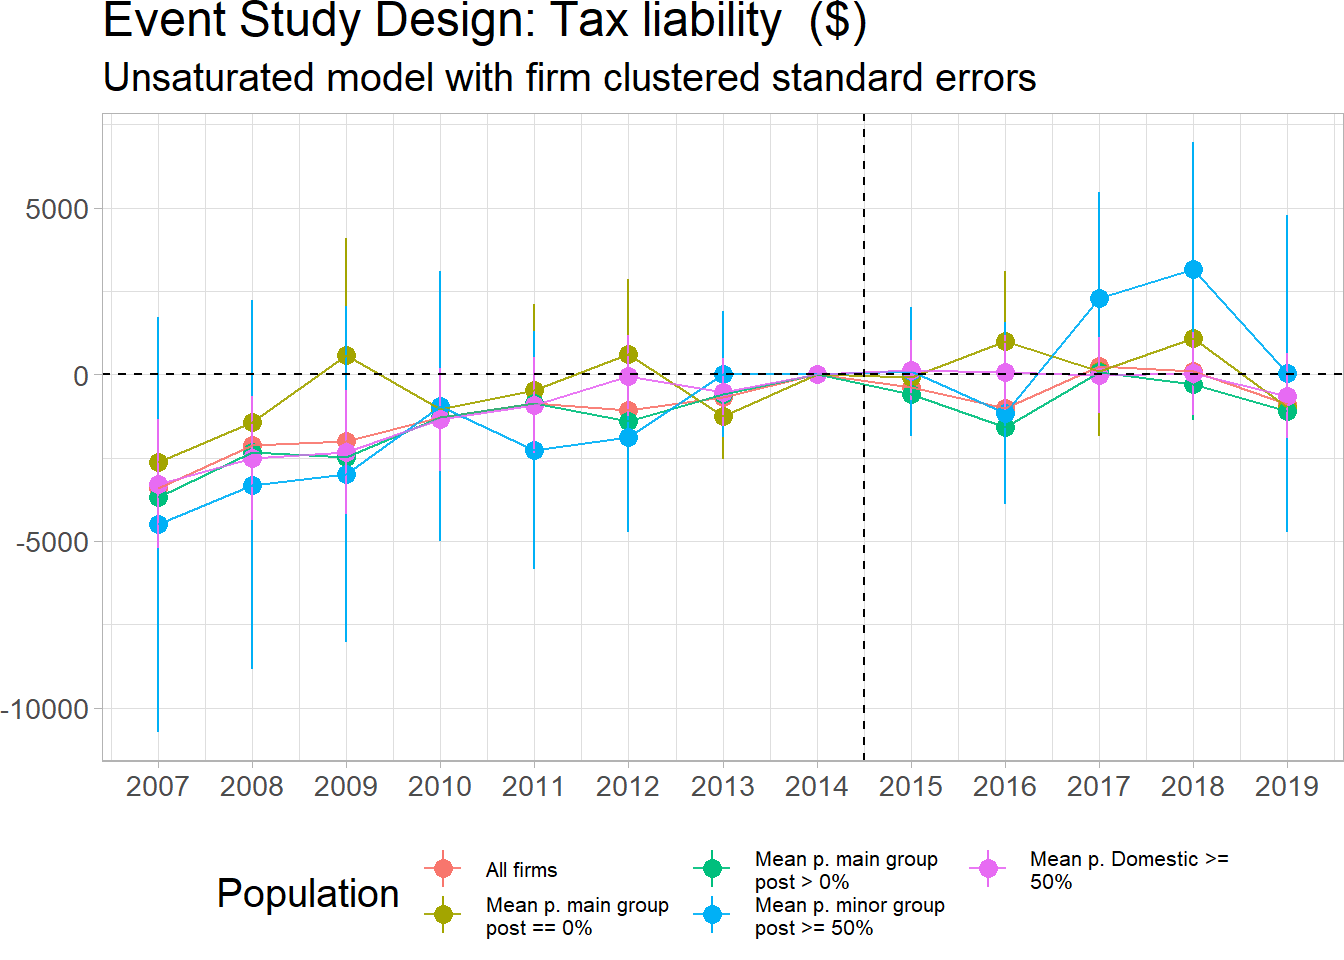 Event Study Design: Tax liability  ($)
Unsaturated model with firm clustered standard errors
5000
0
-5000
-10000
2007 2008 2009 2010 2011 2012 2013 2014 2015 2016 2017 2018 2019
Population
All firms
Mean p. main group
post == 0%
Mean p. main group
post > 0%
Mean p. minor group
post >= 50%
Mean p. Domestic >=
50%